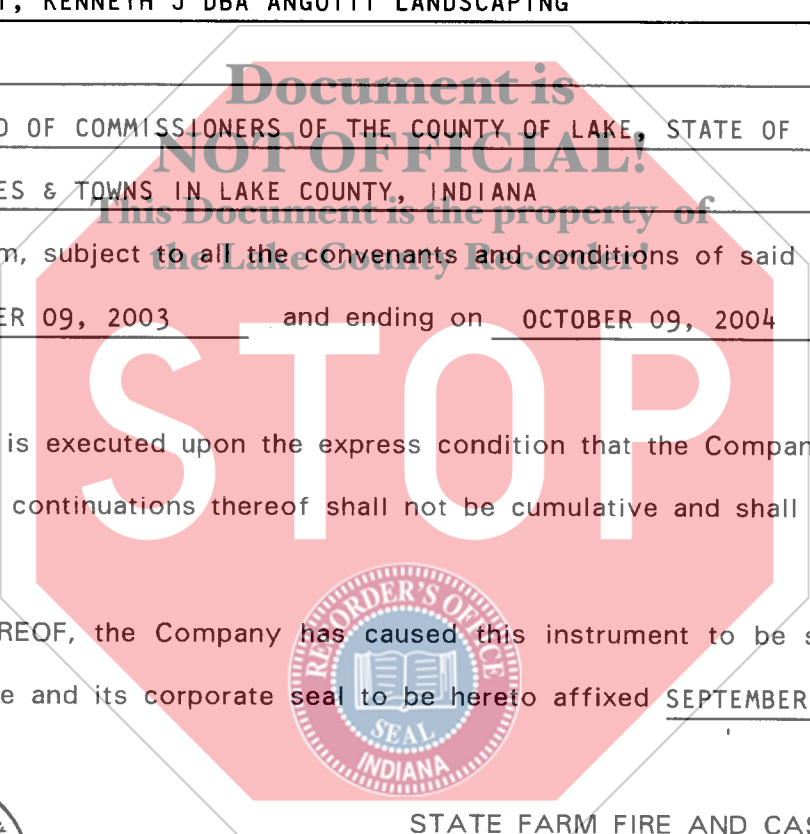 , KENNETH J DBA ANGOTTI LANDSCAPING
Document is
D OF COMMISSIONERS OF THE COUNTY OF LAKE, STATE OF
NOT OFFICIAL!
ES & TOWNS IN LAKE COUNTY, INDIANA
This Document is the property of
m, subject to all the convenants and conditions of said
the Lake County Recorder!
ER 09, 2003 and ending on OCTOBER 09, 2004
STOP
is executed upon the express condition that the Compan
continuations thereof shall not be cumulative and shall
REOF, the Company has caused this instrument to be s
e and its corporate seal to be hereto affixed SEPTEMBER
RECORDER'S OFFICE
SEAL
INDIANA
STATE FARM FIRE AND CAS